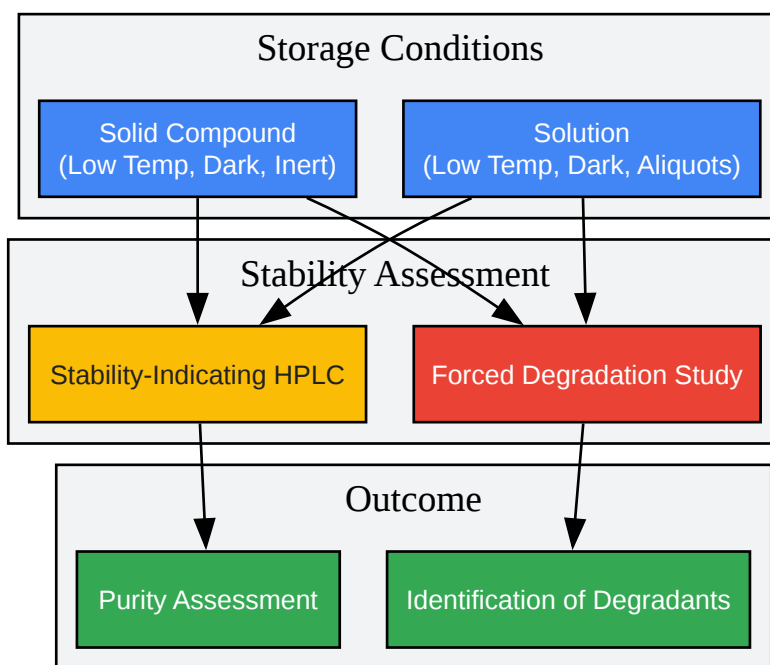 Storage Conditions
Solid Compound
(Low Temp, Dark, Inert)
Solution
(Low Temp, Dark, Aliquots)
Stability Assessment
Stability-Indicating HPLC
Forced Degradation Study
Outcome
Purity Assessment
Identification of Degradants